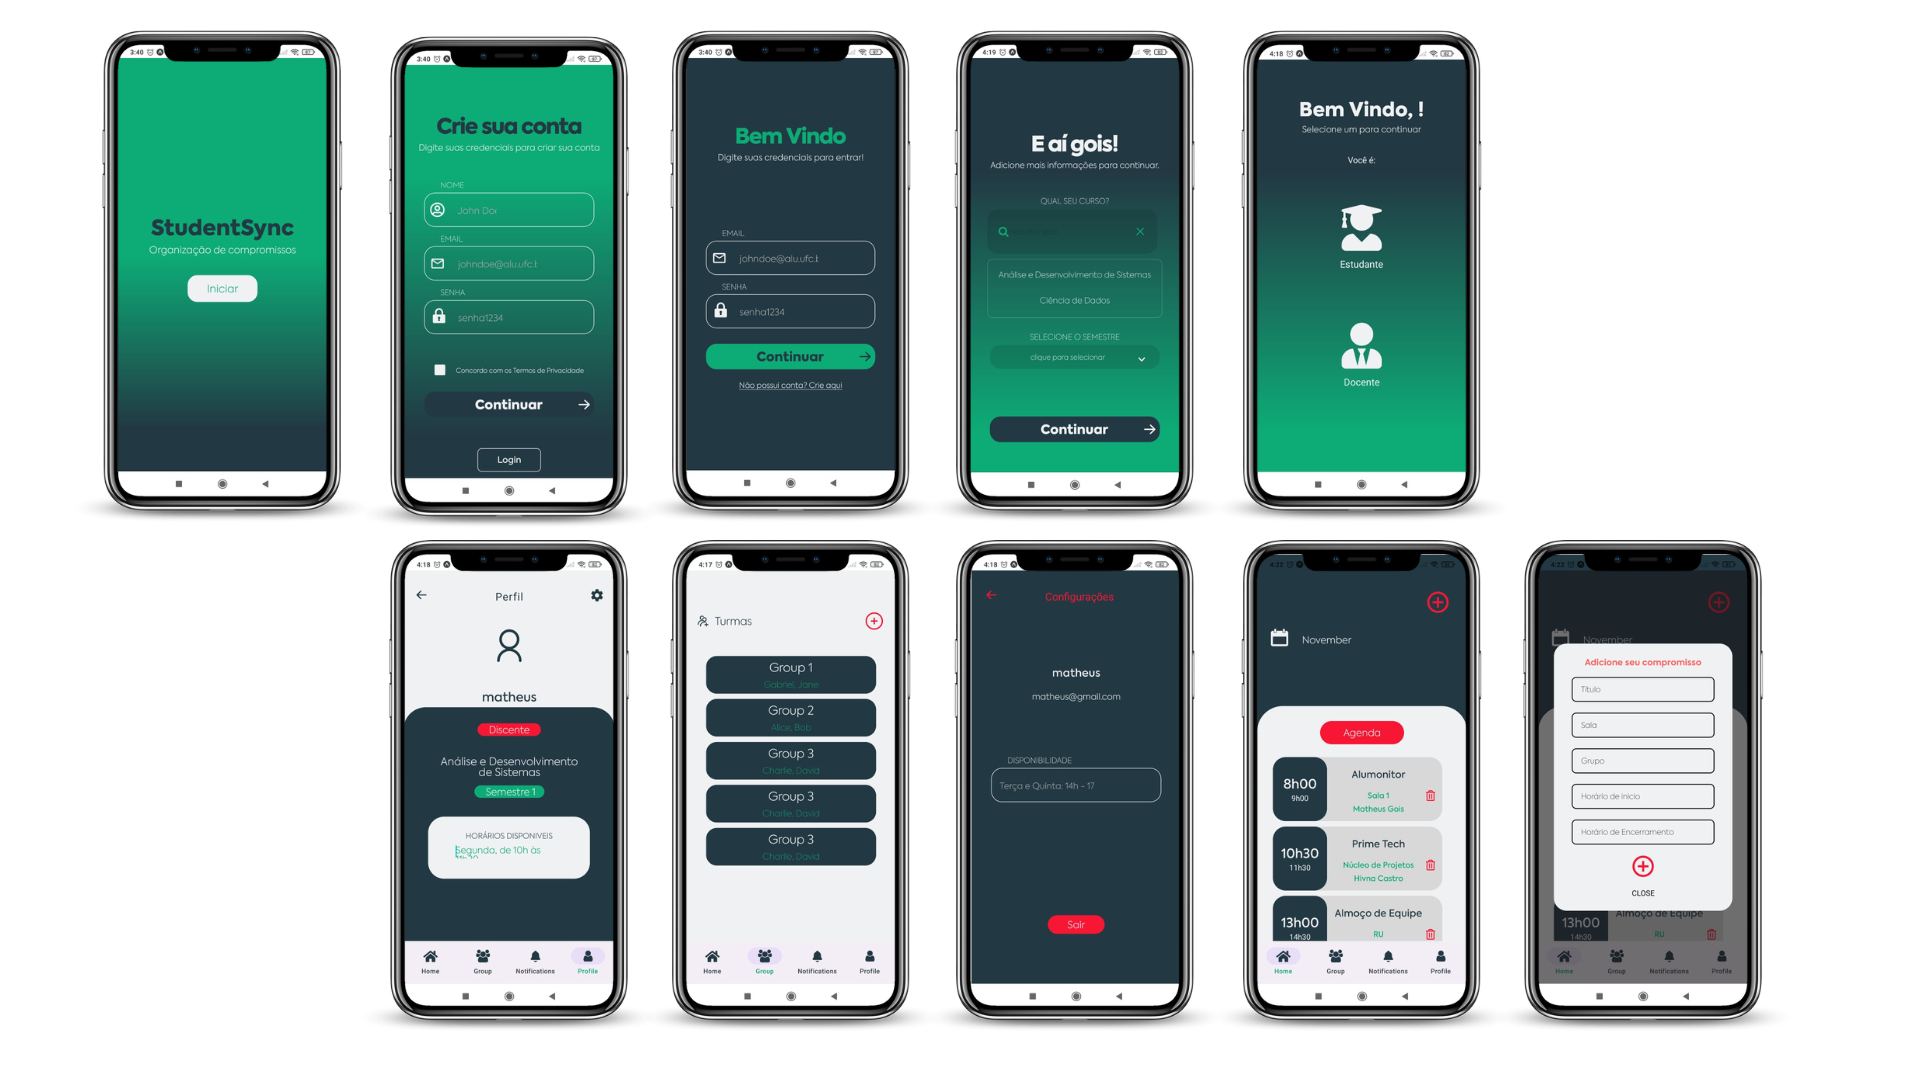 3:40
StudentSync
Organização de compromissos
Iniciar
3:40
Crie sua conta
Digite suas credenciais para criar sua conta
NOME
John Doe
EMAIL
johndoe@alu.ufc.b
SENHA
senha1234
Concordo com os Termos de Privacidade
Continuar
Login
3:40
Bem Vindo
Digite suas credenciais para entrar!
EMAIL
johndoe@alu.ufc.b
SENHA
senha1234
Continuar
Não possui conta? Crie aqui
4:19
E aí gois!
Adicione mais informações para continuar.
QUAL SEU CURSO?
Análise e Desenvolvimento de Sistemas
Ciência de Dados
SELECIONE O SEMESTRE
clique para selecionar
Continuar
4:18
Bem Vindo, !
Selecione um para continuar
Você é:
Estudante
Docente
4:18
Perfil
matheus
Discente
Análise e Desenvolvimento
de Sistemas
Semestre 1
HORÁRIOS DISPONIVEIS
Segunda, de 10h às
Home
Group
Notifications
Profile
4:17
Turmas
Group 1
Gabriel, Jane
Group 2
Alice, Bob
Group 3
Charlie, David
Group 3
Charlie, David
Group 3
Charlie, David
Home
Group
Notifications
Profile
4:18
Configurações
matheus
matheus@gmail.com
DISPONIBILIDADE
Terça e Quinta: 14h - 17
Sair
4:22
November
Agenda
8h00
9h00
Alumonitor
Sala 1
Matheus Gois
10h30
11h30
Prime Tech
Núcleo de Projetos
Hivna Castro
13h00
14h30
Almoço de Equipe
RU
Home
Group
Notifications
Profile
4:22
November
Adicione seu compromisso
Título
Sala
Grupo
Horário de Inicio
Horário de Encerramento
CLOSE
13h00
14h30
Almoço de Equipe
RU
Home
Group
Notifications
Profile